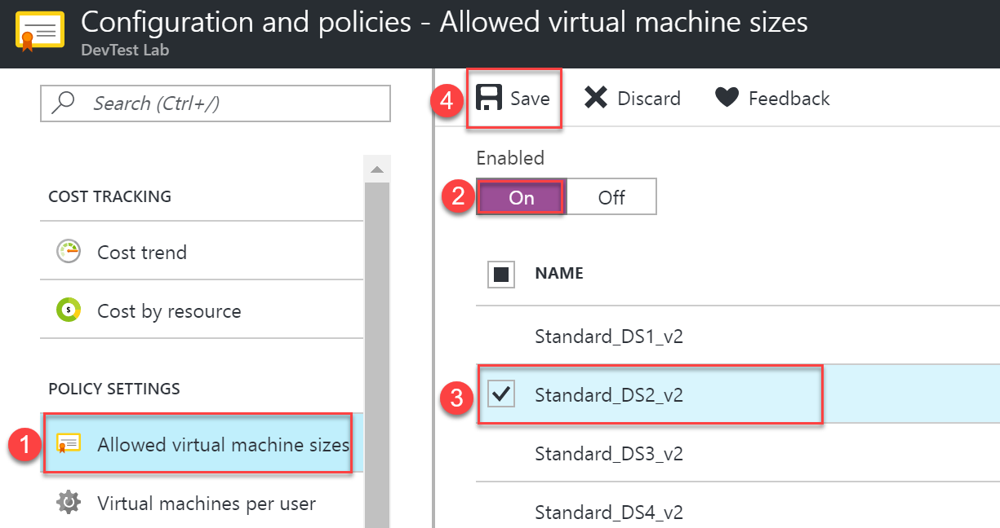 Configuration and policies - Allowed virtual machine sizes
DevTest Lab
Search (Ctrl+/)
COST TRACKING
Cost trend
$
Cost by resource
POLICY SETTINGS
1
Allowed virtual machine sizes
Virtual machines per user
4
Save
Discard
Feedback
Enabled
2
On
Off
NAME
Standard_DS1_v2
3
Standard_DS2_v2
Standard_DS3_v2
Standard_DS4_v2